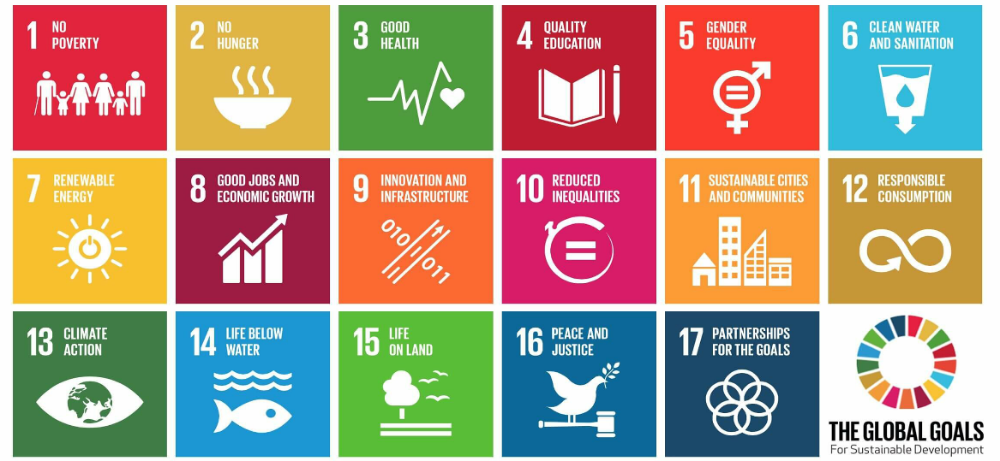 1 NO
POVERTY
2 NO
HUNGER
3 GOOD
HEALTH
4 QUALITY
EDUCATION
5 GENDER
EQUALITY
6 CLEAN WATER
AND SANITATION
7 RENEWABLE
ENERGY
8 GOOD JOBS AND
ECONOMIC GROWTH
9 INNOVATION AND
INFRASTRUCTURE
010
011
10 REDUCED
INEQUALITIES
11 SUSTAINABLE CITIES
AND COMMUNITIES
12 RESPONSIBLE
CONSUMPTION
13 CLIMATE
ACTION
14 LIFE BELOW
WATER
15 LIFE
ON LAND
16 PEACE AND
JUSTICE
17 PARTNERSHIPS
FOR THE GOALS
THE GLOBAL GOALS
For Sustainable Development